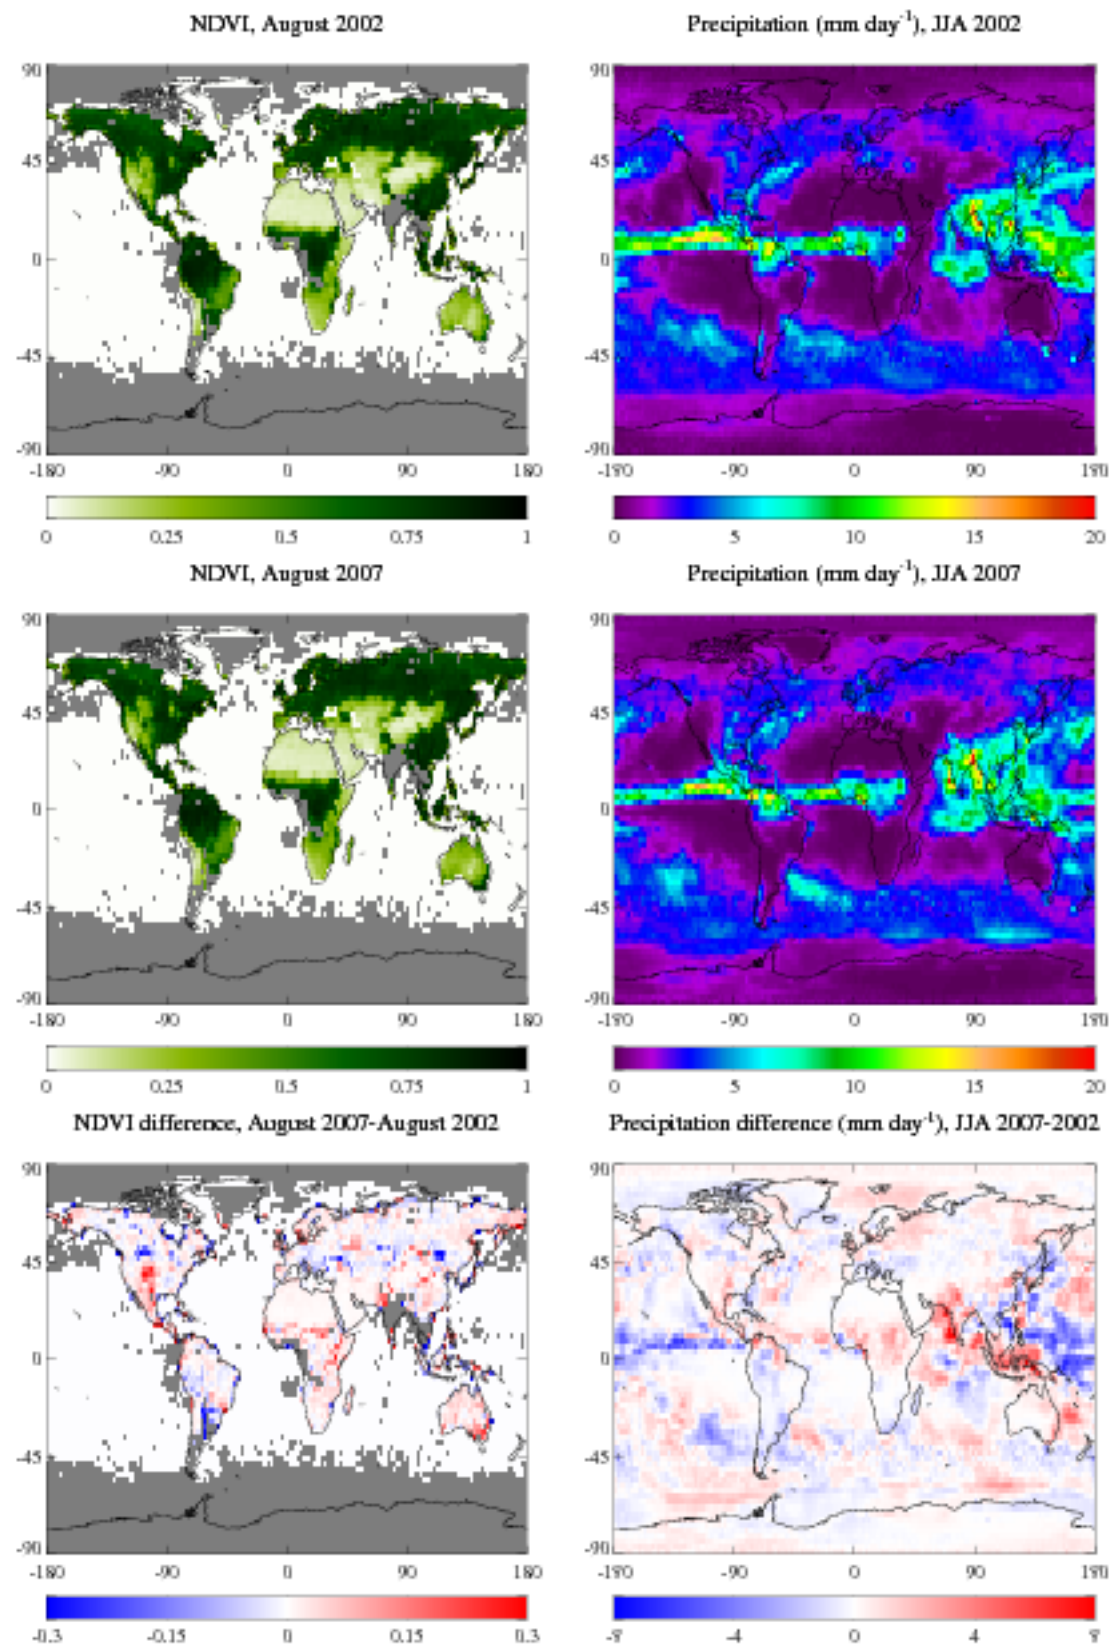 NDVI, August 2002
Precipitation (mm day-1), JJA 2002
90
45
0
-45
-90
-180 -90 0 90 180
0 0.25 0.5 0.75 1
90
45
0
-45
-90
-180 -90 0 90 180
0 5 10 15 20
NDVI, August 2007
Precipitation (mm day-1), JJA 2007
90
45
0
-45
-90
-180 -90 0 90 180
0 0.25 0.5 0.75 1
90
45
0
-45
-90
-180 -90 0 90 180
0 5 10 15 20
NDVI difference, August 2007-August 2002
Precipitation difference (mm day-1), JJA 2007-2002
90
45
0
-45
-90
-180 -90 0 90 180
-0.3 -0.15 0 0.15 0.3
90
45
0
-45
-90
-180 -90 0 90 180
-8 -4 0 4 8